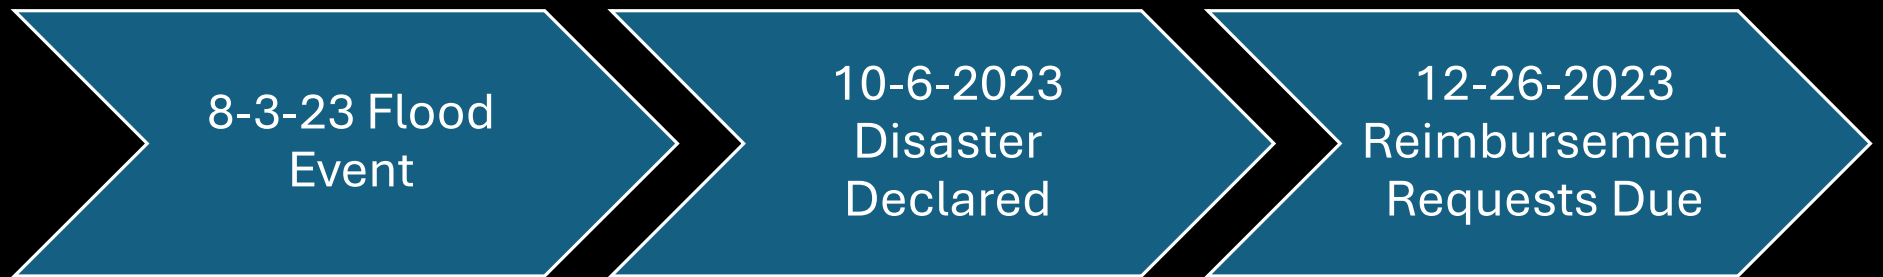 8-3-23 Flood
Event
10-6-2023
Disaster
Declared
12-26-2023
Reimbursement
Requests Due